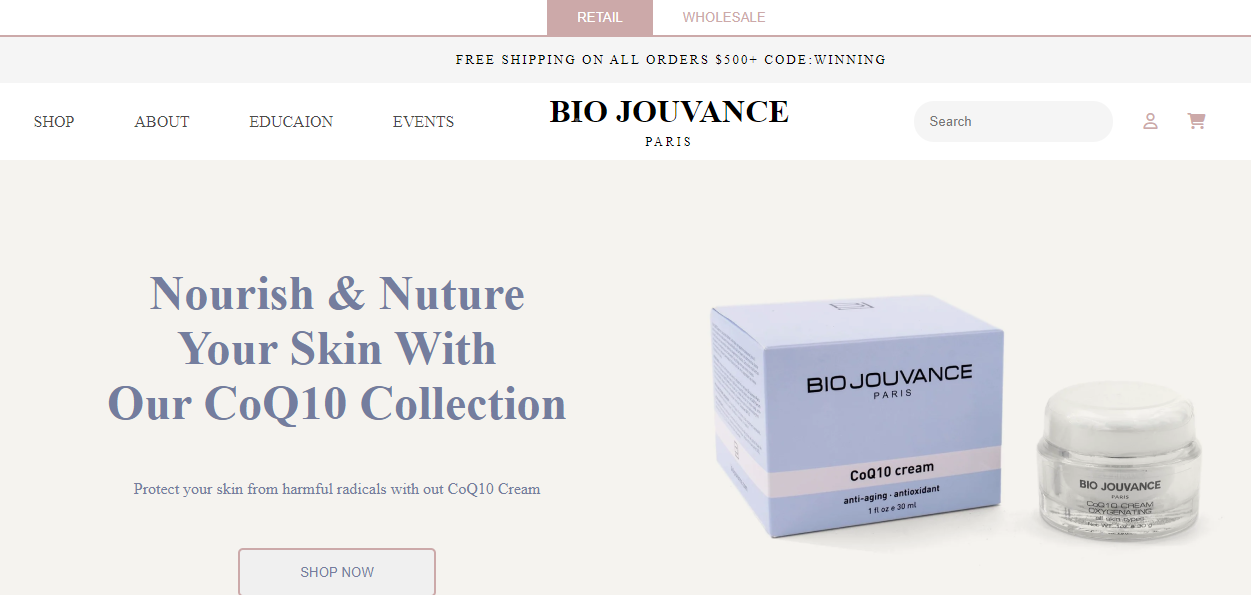 RETAIL
WHOLESALE
FREE SHIPPING ON ALL ORDERS $500+ CODE:WINNING
SHOP
ABOUT
EDUCAION
EVENTS
BIO JOUVANCE
PARIS
Search
Nourish & Nuture
Your Skin With
Our CoQ10 Collection
Protect your skin from harmful radicals with out CoQ10 Cream
SHOP NOW
BIO JOUVANCE
PARIS
CoQ10 cream
anti-aging · antioxidant
1 fl oz e 30 ml
BIO JOUVANCE
PARIS
CoQ10 CREAM
OXYGENATING
all skin types